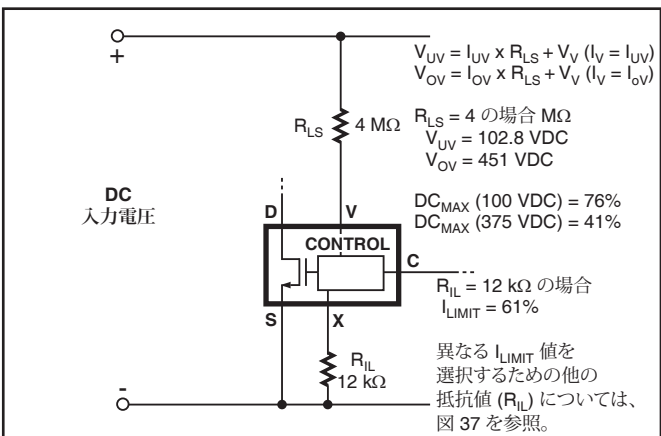 +
V_UV = I_UV x R_LS + V_V (I_V = I_UV)
V_OV = I_OV x R_LS + V_V (I_V = I_oV)
R_LS 4 MΩ
R_LS = 4 の場合 MΩ
V_UV = 102.8 VDC
V_OV = 451 VDC
DC_MAX (100 VDC) = 76%
DC_MAX (375 VDC) = 41%
DC
入力電圧
D
V
CONTROL
C
S
X
R_IL = 12 kΩ の場合
I_LIMIT = 61%
R_IL
12 kΩ
異なる I_LIMIT 値を
選択するための他の
抵抗値 (R_IL) については、
図 37 を参照。
-